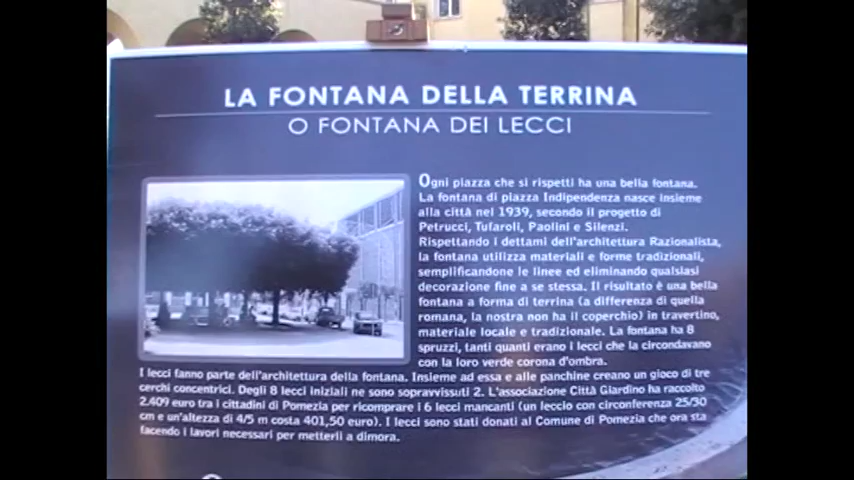 LA FONTANA DELLA TERRINA
O FONTANA DEI LECCI
Ogni piazza che si rispetti ha una bella fontana.
La fontana di piazza Indipendenza nasce insieme
alla città nel 1939, secondo il progetto di
Petrucci, Tufaroli, Paolini e Silenzi.
Rispettando i dettami dell'architettura Razionalista,
la fontana utilizza materiali e forme tradizionali,
semplificandone le linee ed eliminando qualsiasi
decorazione fine a se stessa. Il risultato è una bella
fontana a forma di terrina (a differenza di quella
romana, la nostra non ha il coperchio) in travertino,
materiale locale e tradizionale. La fontana ha 8
spruzzi, tanti quanti erano i lecci che la circondavano
con la loro verde corona d'ombra.
I lecci fanno parte dell'architettura della fontana. Insieme ad essa e alle panchine creano un gioco di tre
cerchi concentrici. Degli 8 lecci iniziali ne sono sopravvissuti 2. L'associazione Città Giardino ha raccolto
2.409 euro tra i cittadini di Pomezia per ricomprare i 6 lecci mancanti (un leccio con circonferenza 25/30
cm e un'altezza di 4/5 m costa 401,50 euro). I lecci sono stati donati al Comune di Pomezia che ora sta
facendo i lavori necessari per metterli a dimora.